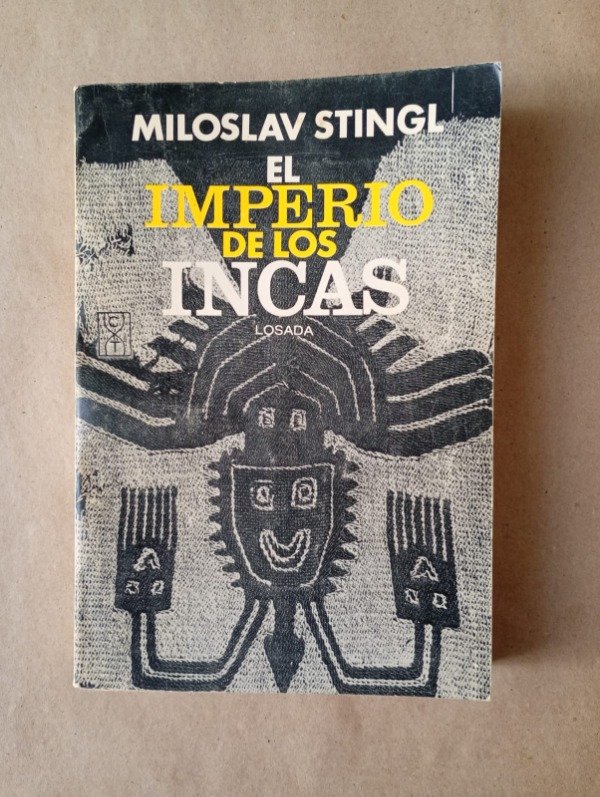 MILOSLAV STINGL
EL
IMPERIO
DE LOS
INCAS
LOSADA